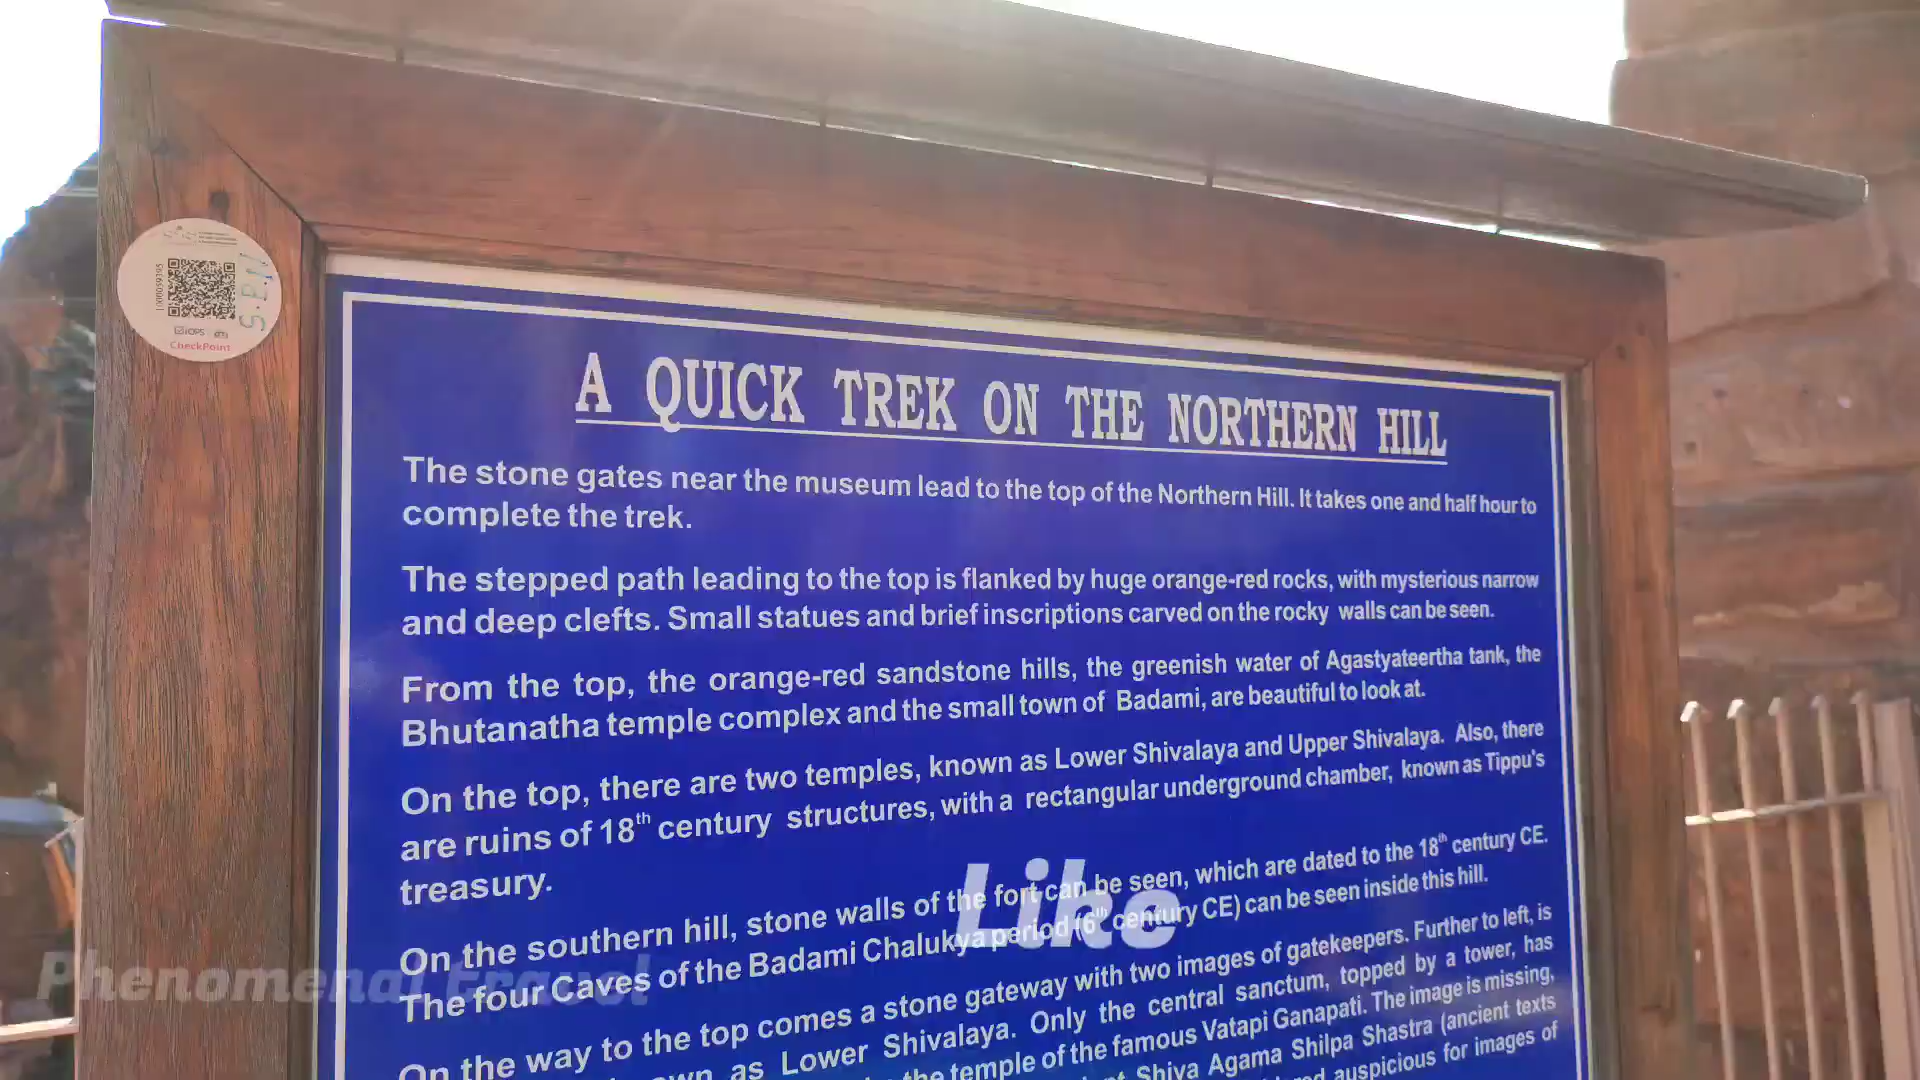 1000059395
11.3.5
iOPS
CheckPoint
A QUICK TREK ON THE NORTHERN HILL
The stone gates near the museum lead to the top of the Northern Hill. It takes one and half hour to
complete the trek.
The stepped path leading to the top is flanked by huge orange-red rocks, with mysterious narrow
and deep clefts. Small statues and brief inscriptions carved on the rocky walls can be seen.
From the top, the orange-red sandstone hills, the greenish water of Agastyateertha tank, the
Bhutanatha temple complex and the small town of Badami, are beautiful to look at.
On the top, there are two temples, known as Lower Shivalaya and Upper Shivalaya. Also, there
are ruins of 18th century structures, with a rectangular underground chamber, known as Tippu's
treasury.
On the southern hill, stone walls of the fort can be seen, which are dated to the 18th century CE.
The four Caves of the Badami Chalukya period (6th century CE) can be seen inside this hill.
On the way to the top comes a stone gateway with two images of gatekeepers. Further to left, is
as Lower Shivalaya. Only the central sanctum, topped by a tower, has
the temple of the famous Vatapi Ganapati. The image is missing,
Shiva Agama Shilpa Shastra (ancient texts
auspicious for images of
Like
Phenomenal travel